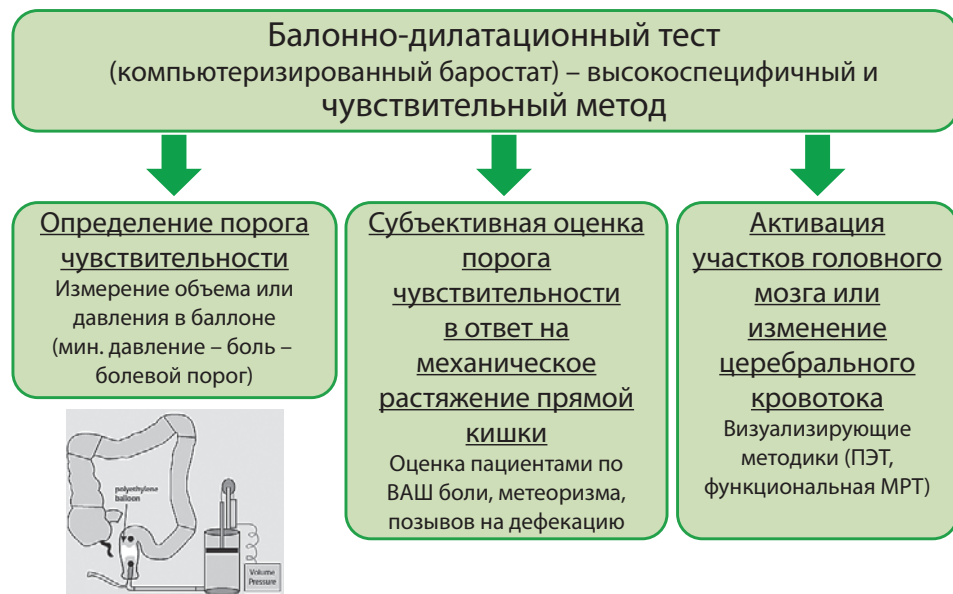 Балонно-дилатационный тест
(компьютеризированный баростат) – высокоспецифичный и
чувствительный метод
Определение порога
чувствительности
Измерение объема или
давления в баллоне
(мин. давление – боль –
болевой порог)
polyethylene
balloon
Volume
Pressure
Субъективная оценка
порога
чувствительности
в ответ на
механическое
растяжение прямой
кишки
Оценка пациентами по
ВАШ боли, метеоризма,
позывов на дефекацию
Активация
участков головного
мозга или
изменение
церебрального
кровотока
Визуализирующие
методики (ПЭТ,
функциональная МРТ)